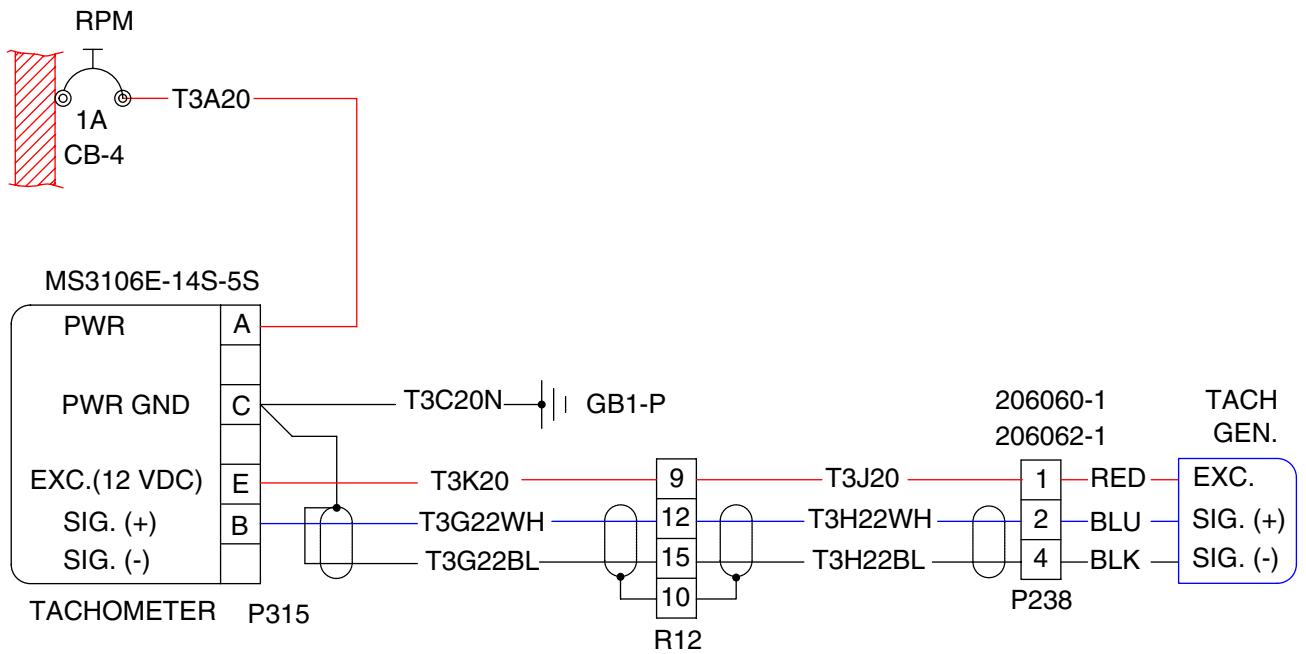 RPM
T3A20
1A
CB-4
MS3106E-14S-5S
PWR A
PWR GND C T3C20N GB1-P
206060-1 TACH
206062-1 GEN.
EXC.(12 VDC) E T3K20 9 T3J20 1 RED EXC.
SIG. (+) B T3G22WH 12 T3H22WH 2 BLU SIG. (+)
SIG. (-) T3G22BL 15 T3H22BL 4 BLK SIG. (-)
10
TACHOMETER P315 P238
R12